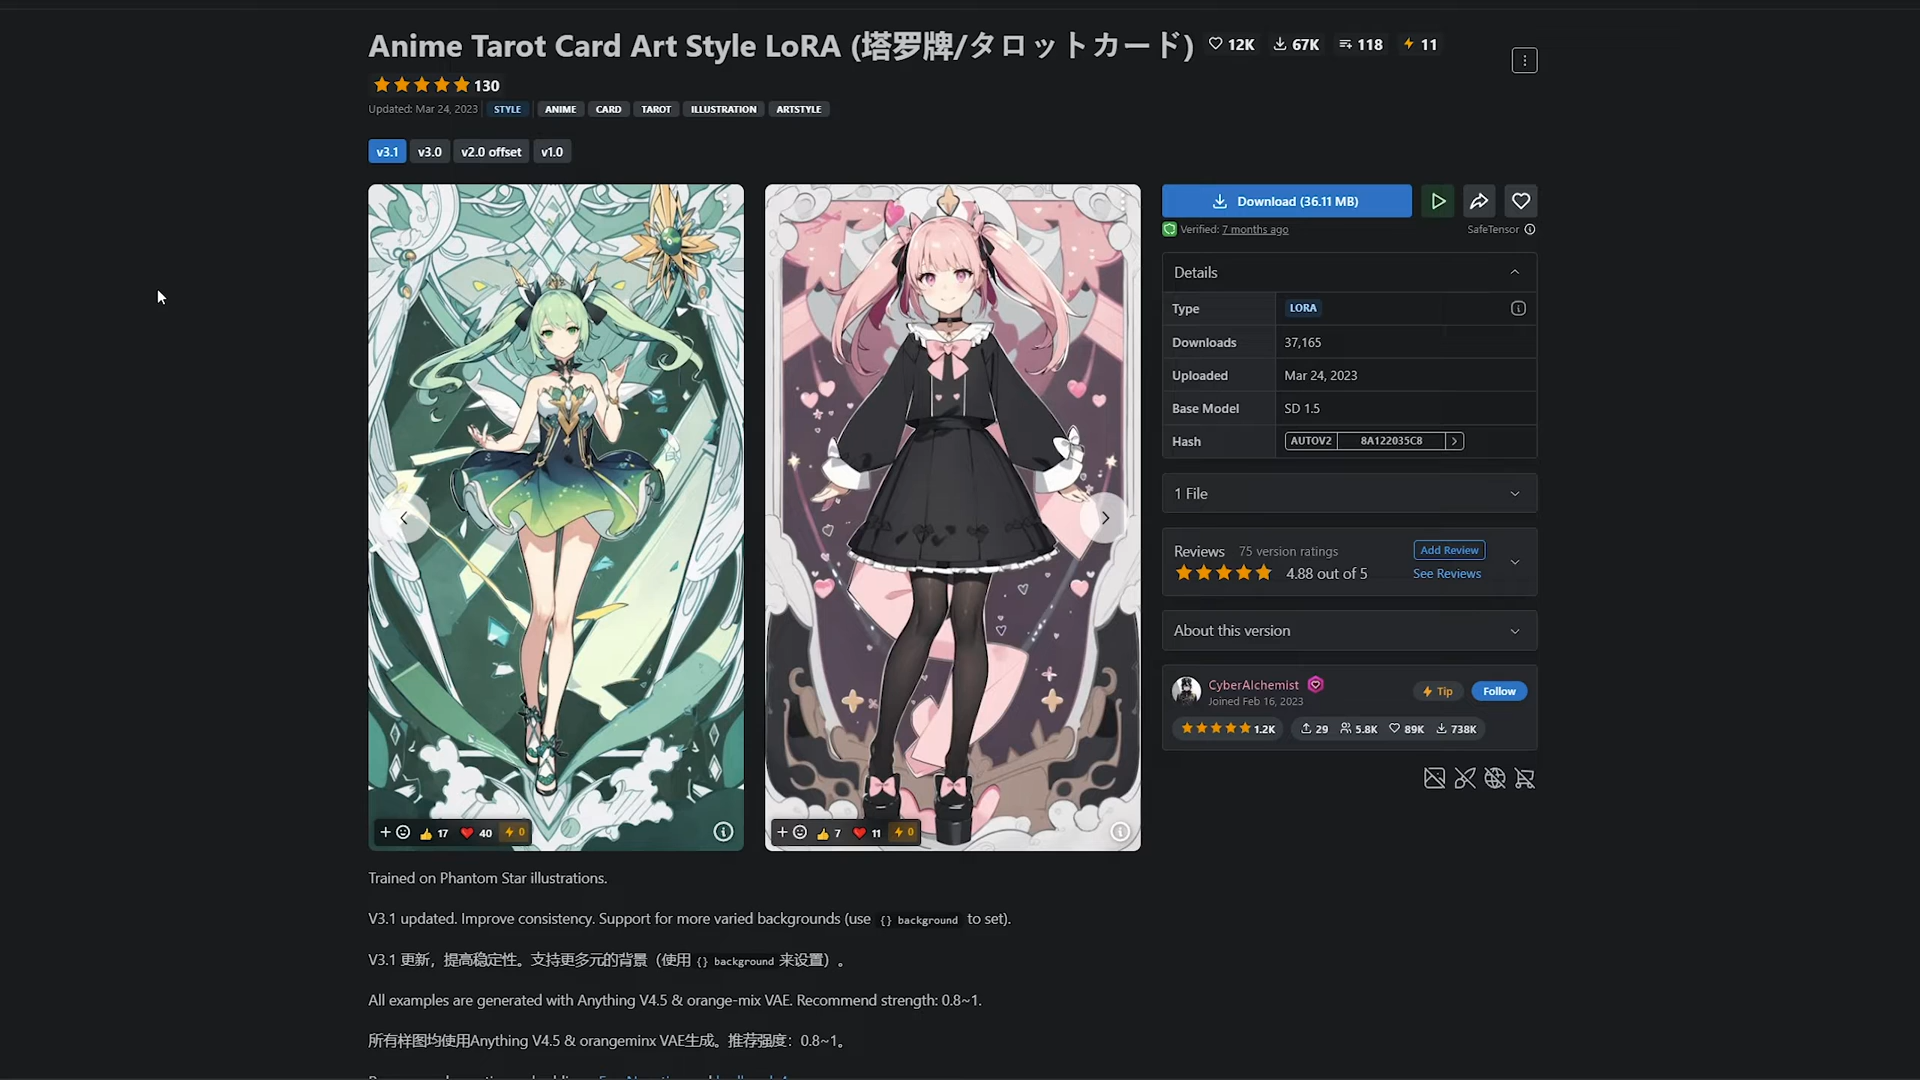 Anime Tarot Card Art Style LoRA (塔罗牌/タロットカード) 12K 67K 118 11
130
Updated: Mar 24, 2023 STYLE ANIME CARD TAROT ILLUSTRATION ARTSTYLE
v3.1 v3.0 v2.0 offset v1.0
Download (36.11 MB)
Verified: 7 months ago SafeTensor
Details
Type LORA
Downloads 37,165
Uploaded Mar 24, 2023
Base Model SD 1.5
Hash AUTOV2 8A122035C8
1 File
Reviews 75 version ratings Add Review
4.88 out of 5 See Reviews
About this version
CyberAlchemist Tip Follow
Joined Feb 16, 2023
1.2K 29 5.8K 89K 738K
17 40 0
7 11 0
Trained on Phantom Star illustrations.
V3.1 updated. Improve consistency. Support for more varied backgrounds (use {} background to set).
V3.1 更新，提高稳定性。支持更多元的背景（使用 {} background 来设置）。
All examples are generated with Anything V4.5 & orange-mix VAE. Recommend strength: 0.8~1.
所有样图均使用Anything V4.5 & orangeminx VAE生成。推荐强度：0.8~1。